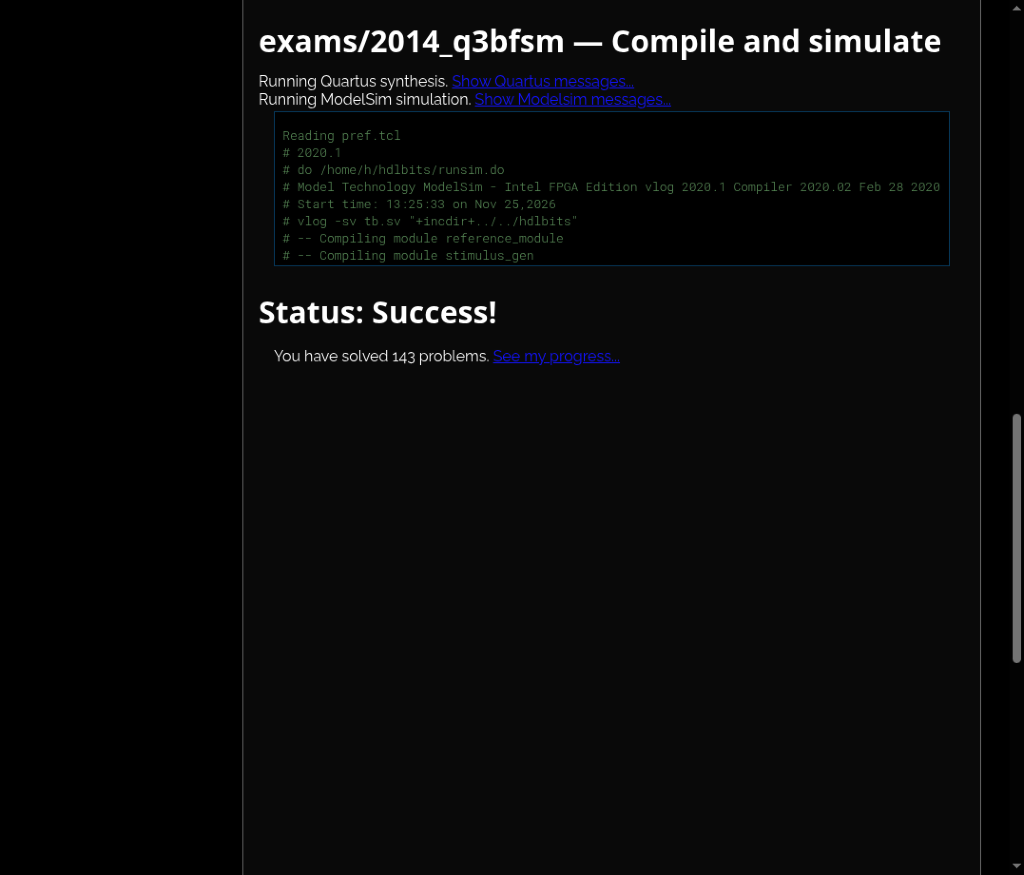 exams/2014_q3bfsm — Compile and simulate
Running Quartus synthesis. Show Quartus messages...
Running ModelSim simulation. Show Modelsim messages...
Reading pref.tcl
# 2020.1
# do /home/h/hdlbits/runsim.do
# Model Technology ModelSim - Intel FPGA Edition vlog 2020.1 Compiler 2020.02 Feb 28 2020
# Start time: 13:25:33 on Nov 25,2026
# vlog -sv tb.sv "+incdir+../../hdlbits"
# -- Compiling module reference_module
# -- Compiling module stimulus_gen
Status: Success!
You have solved 143 problems. See my progress...